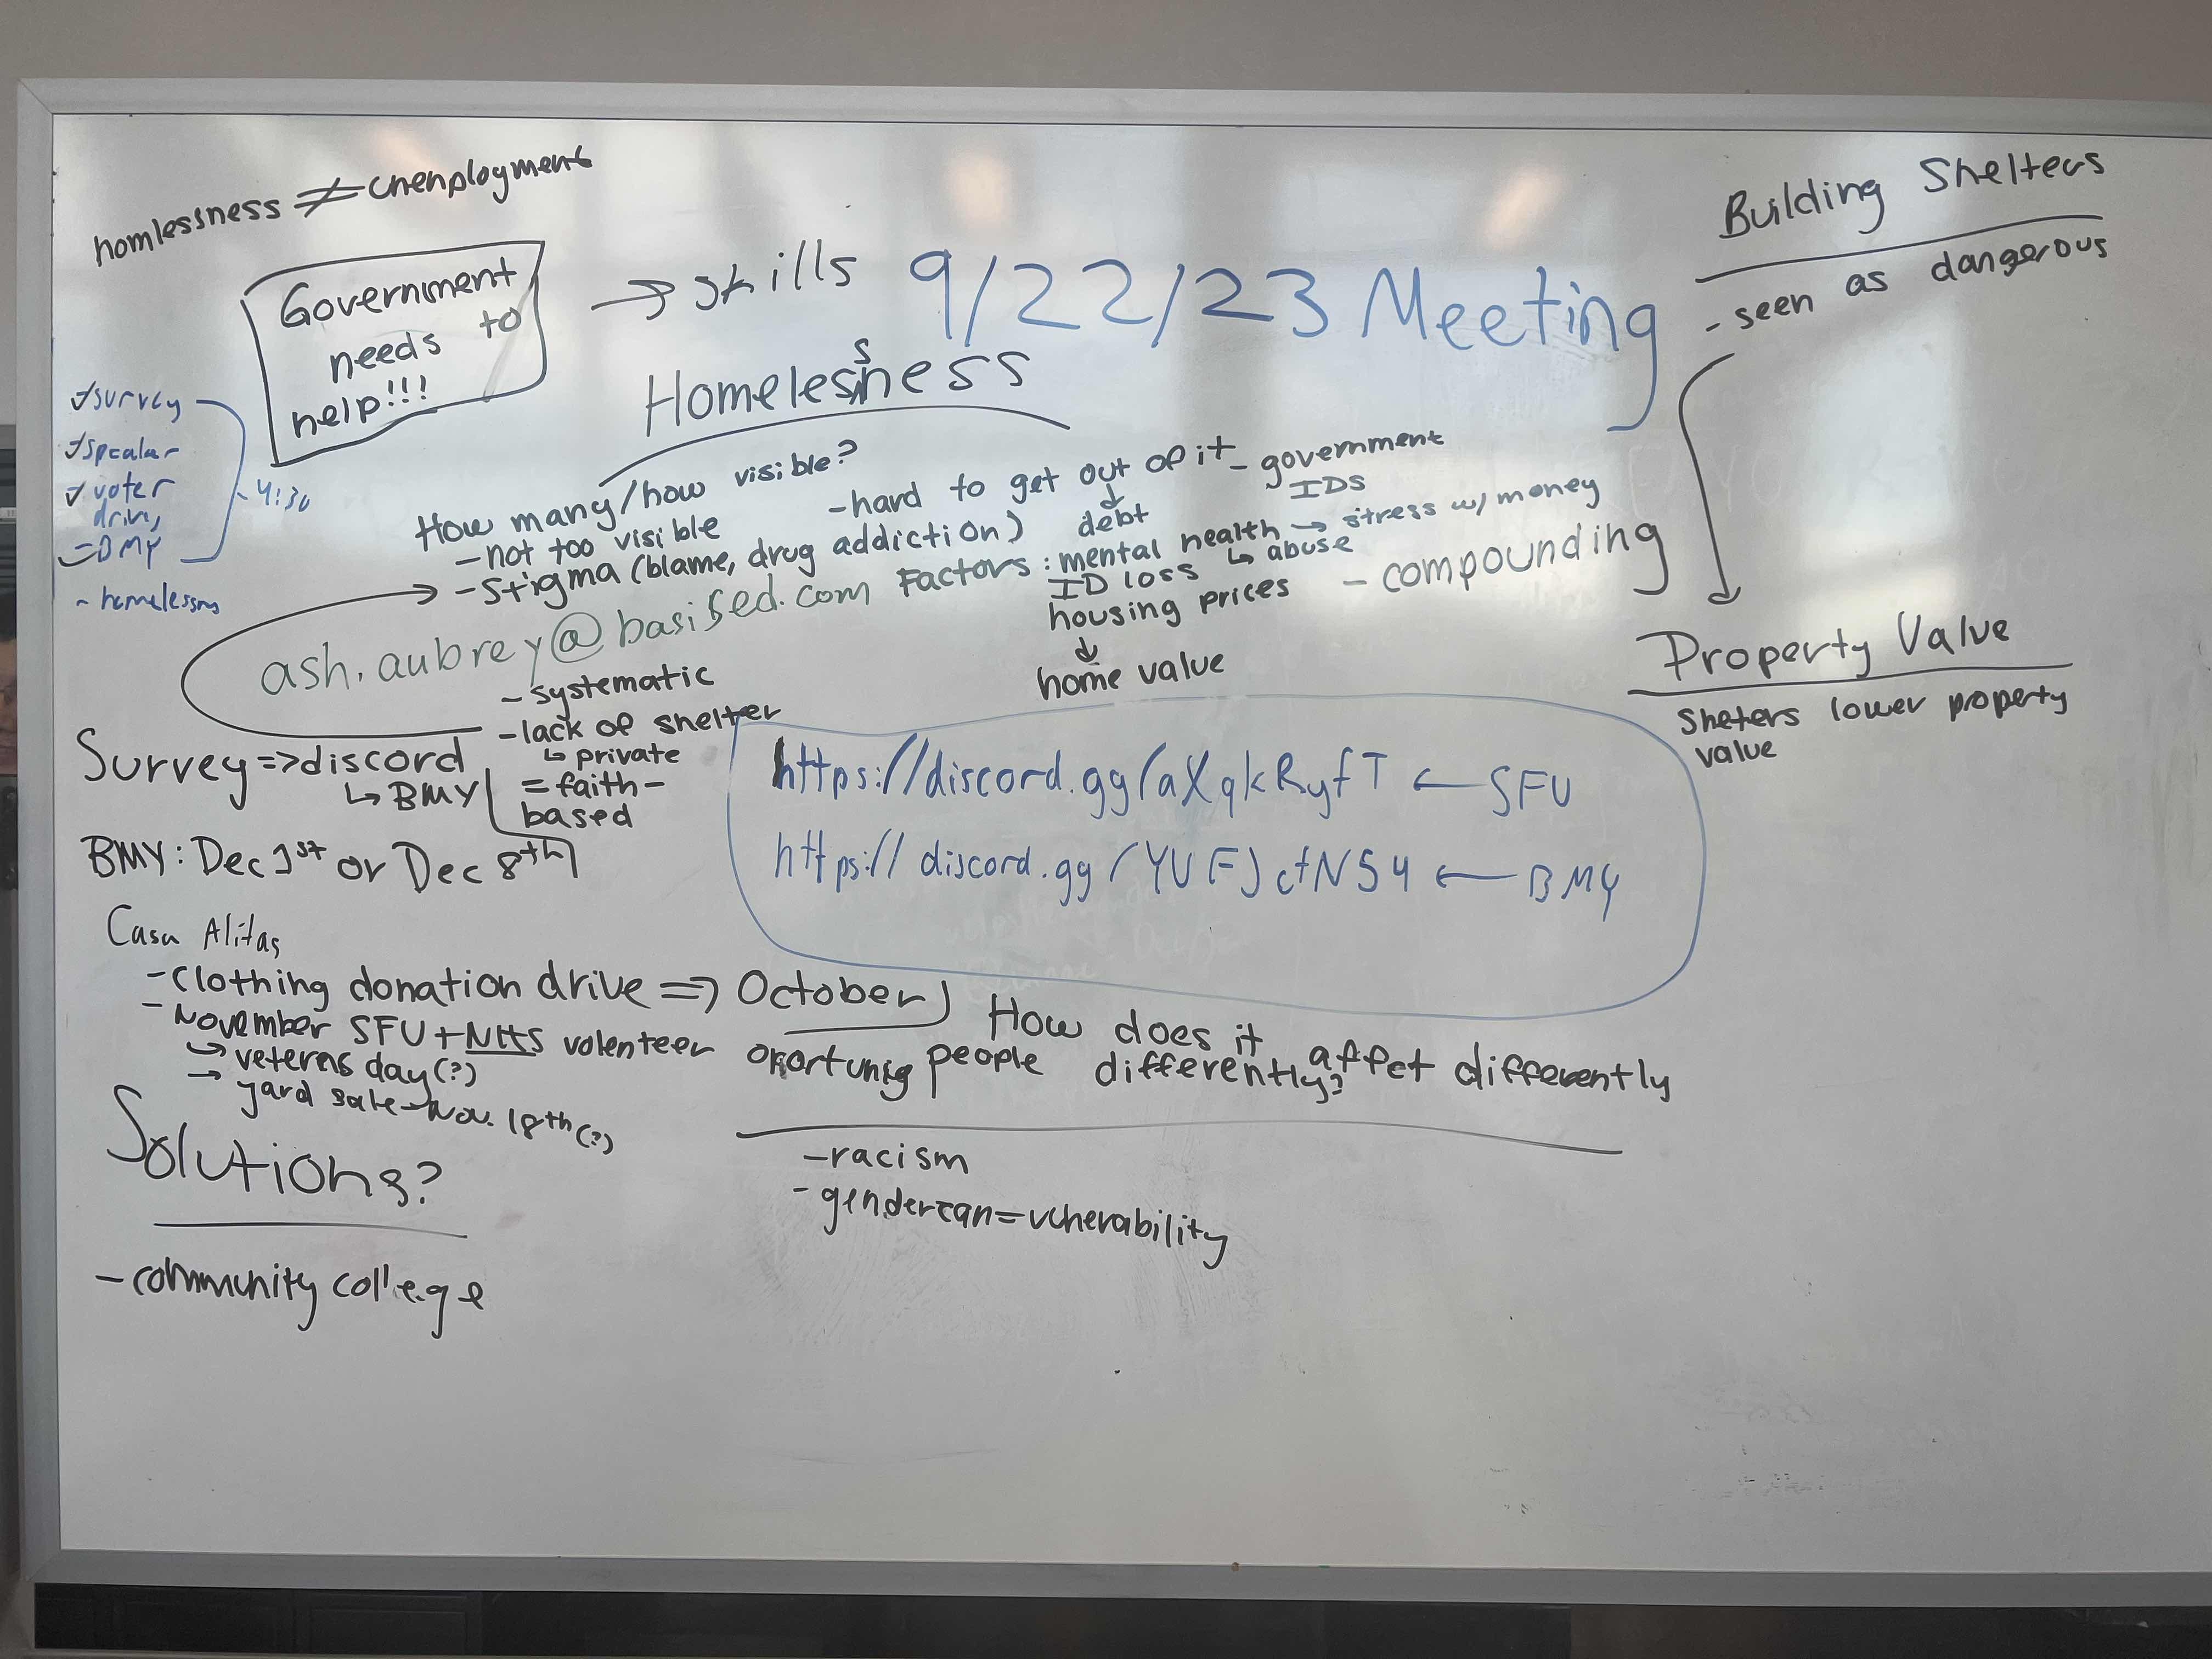 homlessness ≠ unenployment
Government
needs to
help!!!
→ skills
9/22/23 Meeting
Building Shelters
- seen as dangerous
Homelessness
✓ survey
✓ voter
- BMY
- 4:30
How many/how visible?
- not too visible
- stigma (blame, drug addiction)
- hard to get out of it - government
IDs
↓
debt
Factors: mental health → stress w/ money
↳ abuse
ID loss
housing prices - compounding
↓
home value
ash.aubrey@basised.com
- systematic
- lack of shelter
↳ private
= faith-
based
Property Value
Sheters lower property
value
Survey => discord
↳ BMY
BMY: Dec 1st or Dec 8th
https://discord.gg/aXqkRyfT ← SFU
https://discord.gg/YUFJctNS4 ← BMY
Casa Alitas
- clothing donation drive => October
- November SFU + NHS volenteer
→ veterens day (?)
→ yard sale - Nov. 18th (?)
How does it affect differently
people differently?
- racism
- gender can = vulnerability
Solutions?
- community college